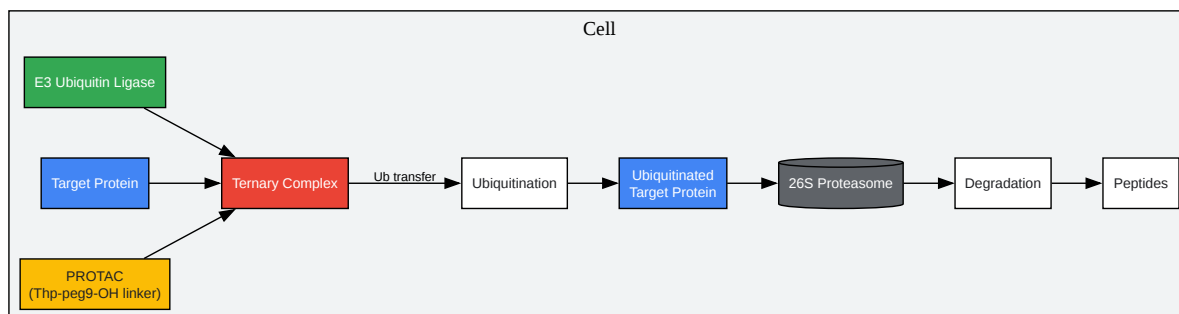 Cell
E3 Ubiquitin Ligase
Target Protein
PROTAC
(Thp-peg9-OH linker)
Ternary Complex
Ub transfer
Ubiquitination
Ubiquitinated
Target Protein
26S Proteasome
Degradation
Peptides